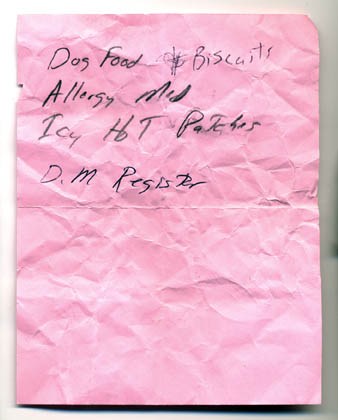 Dog Food & Biscuits
Allergy Med
Icy Hot Patches
D.M Register